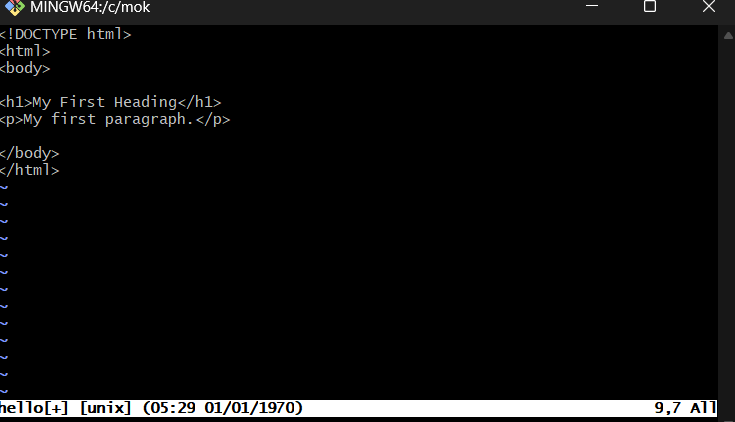 MINGW64:/c/mok
<!DOCTYPE html>
<html>
<body>

<h1>My First Heading</h1>
<p>My first paragraph.</p>

</body>
</html>
~
~
~
~
~
~
~
~
~
~
~
~
~
hello[+] [unix] (05:29 01/01/1970) 9,7 All